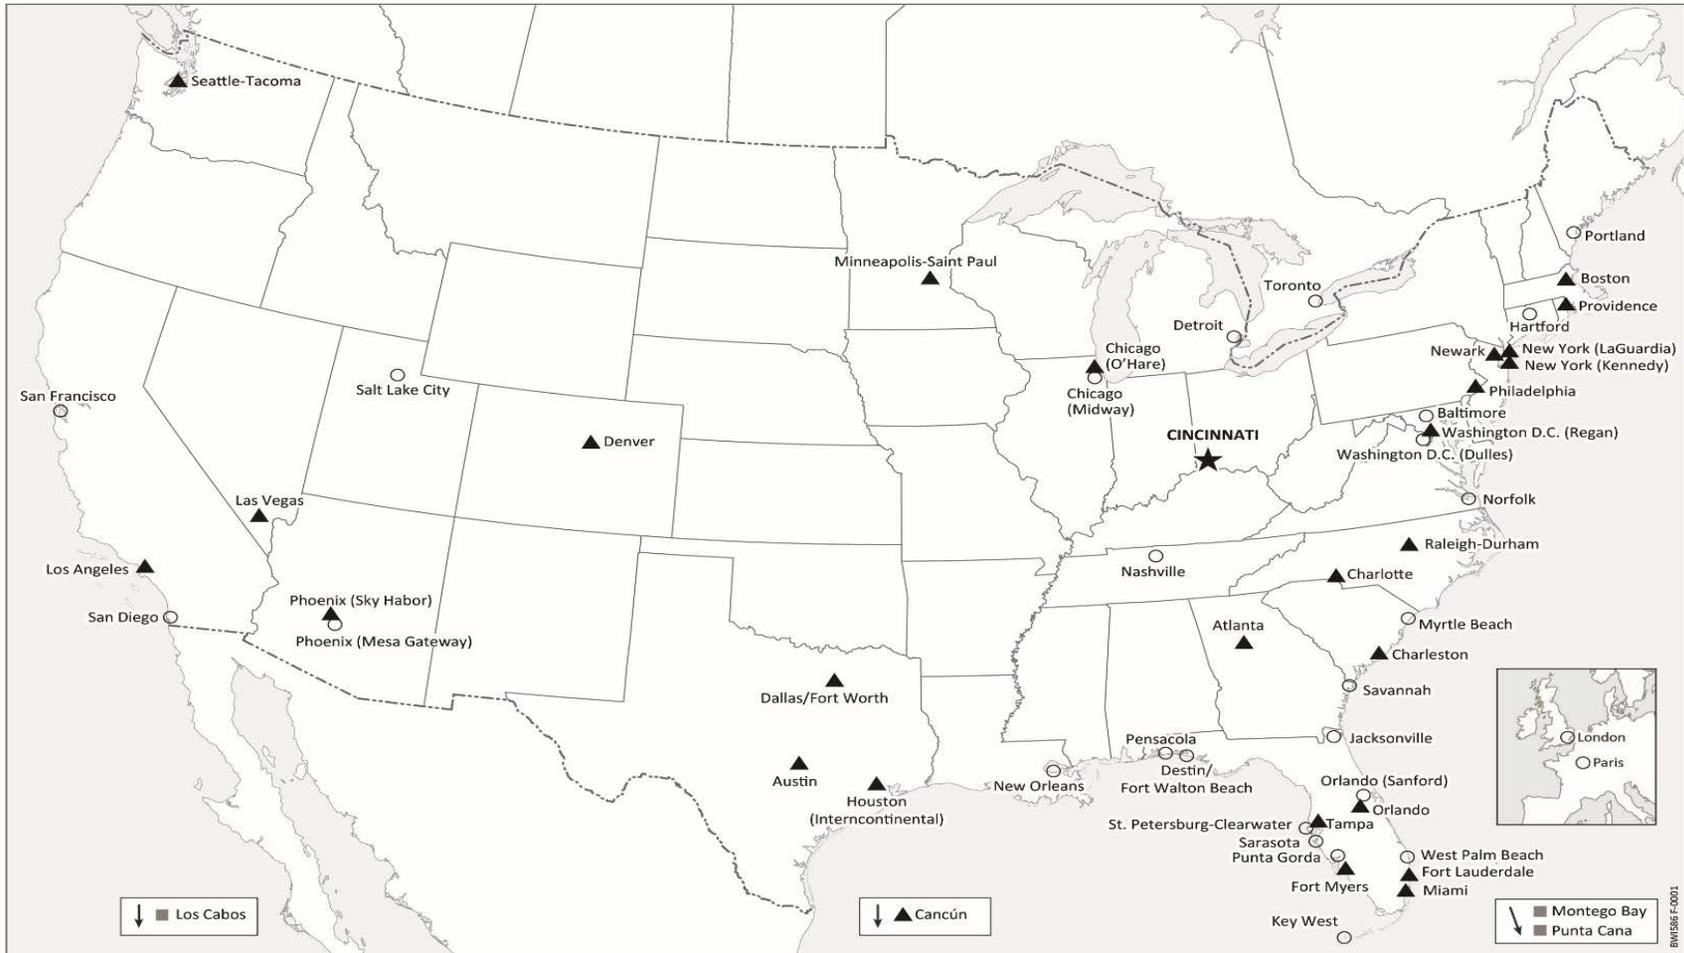 Seattle-Tacoma
Minneapolis-Saint Paul
Portland
Boston
Toronto
Providence
Detroit
Hartford
Chicago
(O'Hare)
Newark
New York (LaGuardia)
New York (Kennedy)
Salt Lake City
Chicago
(Midway)
Philadelphia
San Francisco
Baltimore
CINCINNATI
Washington D.C. (Regan)
Denver
Washington D.C. (Dulles)
Las Vegas
Norfolk
Raleigh-Durham
Los Angeles
Nashville
Charlotte
Phoenix (Sky Habor)
San Diego
Phoenix (Mesa Gateway)
Atlanta
Myrtle Beach
Charleston
Dallas/Fort Worth
Savannah
Pensacola
Jacksonville
London
Paris
Austin
New Orleans
Destin/
Fort Walton Beach
Orlando (Sanford)
Houston
(Interncontinental)
Orlando
St. Petersburg-Clearwater
Tampa
Sarasota
Punta Gorda
West Palm Beach
Fort Lauderdale
Fort Myers
Miami
Key West
Los Cabos
Cancún
Montego Bay
Punta Cana
BWI586 F-0001